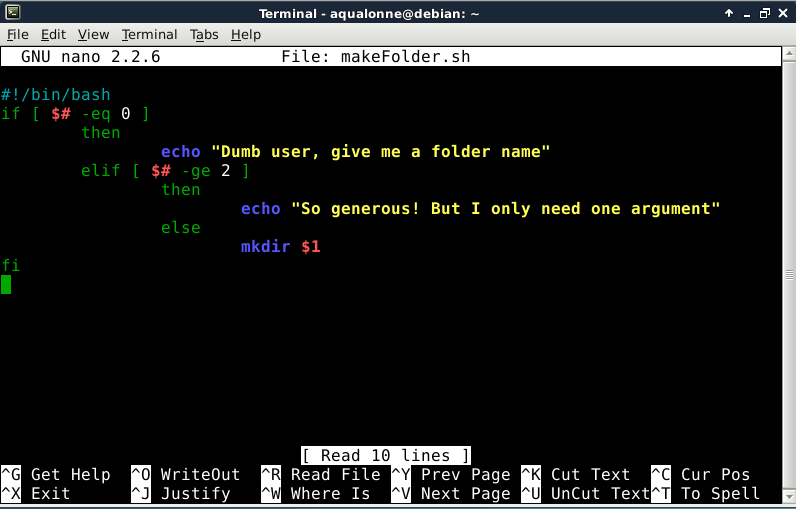 Terminal - aqualonne@debian: ~
File Edit View Terminal Tabs Help
GNU nano 2.2.6 File: makeFolder.sh
#!/bin/bash
if [ $# -eq 0 ]
then
echo "Dumb user, give me a folder name"
elif [ $# -ge 2 ]
then
echo "So generous! But I only need one argument"
else
mkdir $1
fi
[ Read 10 lines ]
^G Get Help ^O WriteOut ^R Read File ^Y Prev Page ^K Cut Text ^C Cur Pos
^X Exit ^J Justify ^W Where Is ^V Next Page ^U UnCut Text ^T To Spell